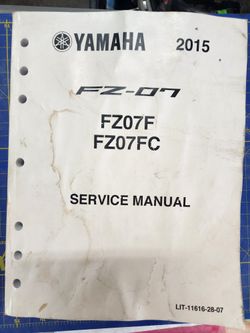 YAMAHA 2015
FZ-07
FZ07F
FZ07FC
SERVICE MANUAL
LIT-11616-28-07